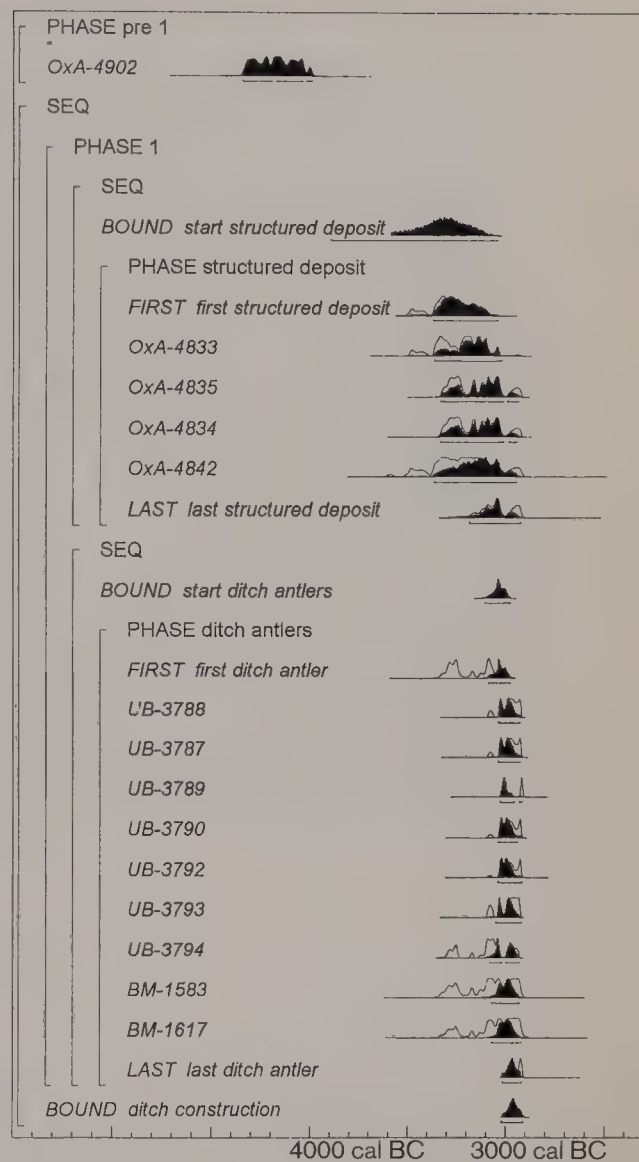 PHASE pre 1
OxA-4902
SEQ
PHASE 1
SEQ
BOUND start structured deposit
PHASE structured deposit
FIRST first structured deposit
OxA-4833
OxA-4835
OxA-4834
OxA-4842
LAST last structured deposit
SEQ
BOUND start ditch antlers
PHASE ditch antlers
FIRST first ditch antler
UB-3788
UB-3787
UB-3789
UB-3790
UB-3792
UB-3793
UB-3794
BM-1583
BM-1617
LAST last ditch antler
BOUND ditch construction
4000 cal BC 3000 cal BC